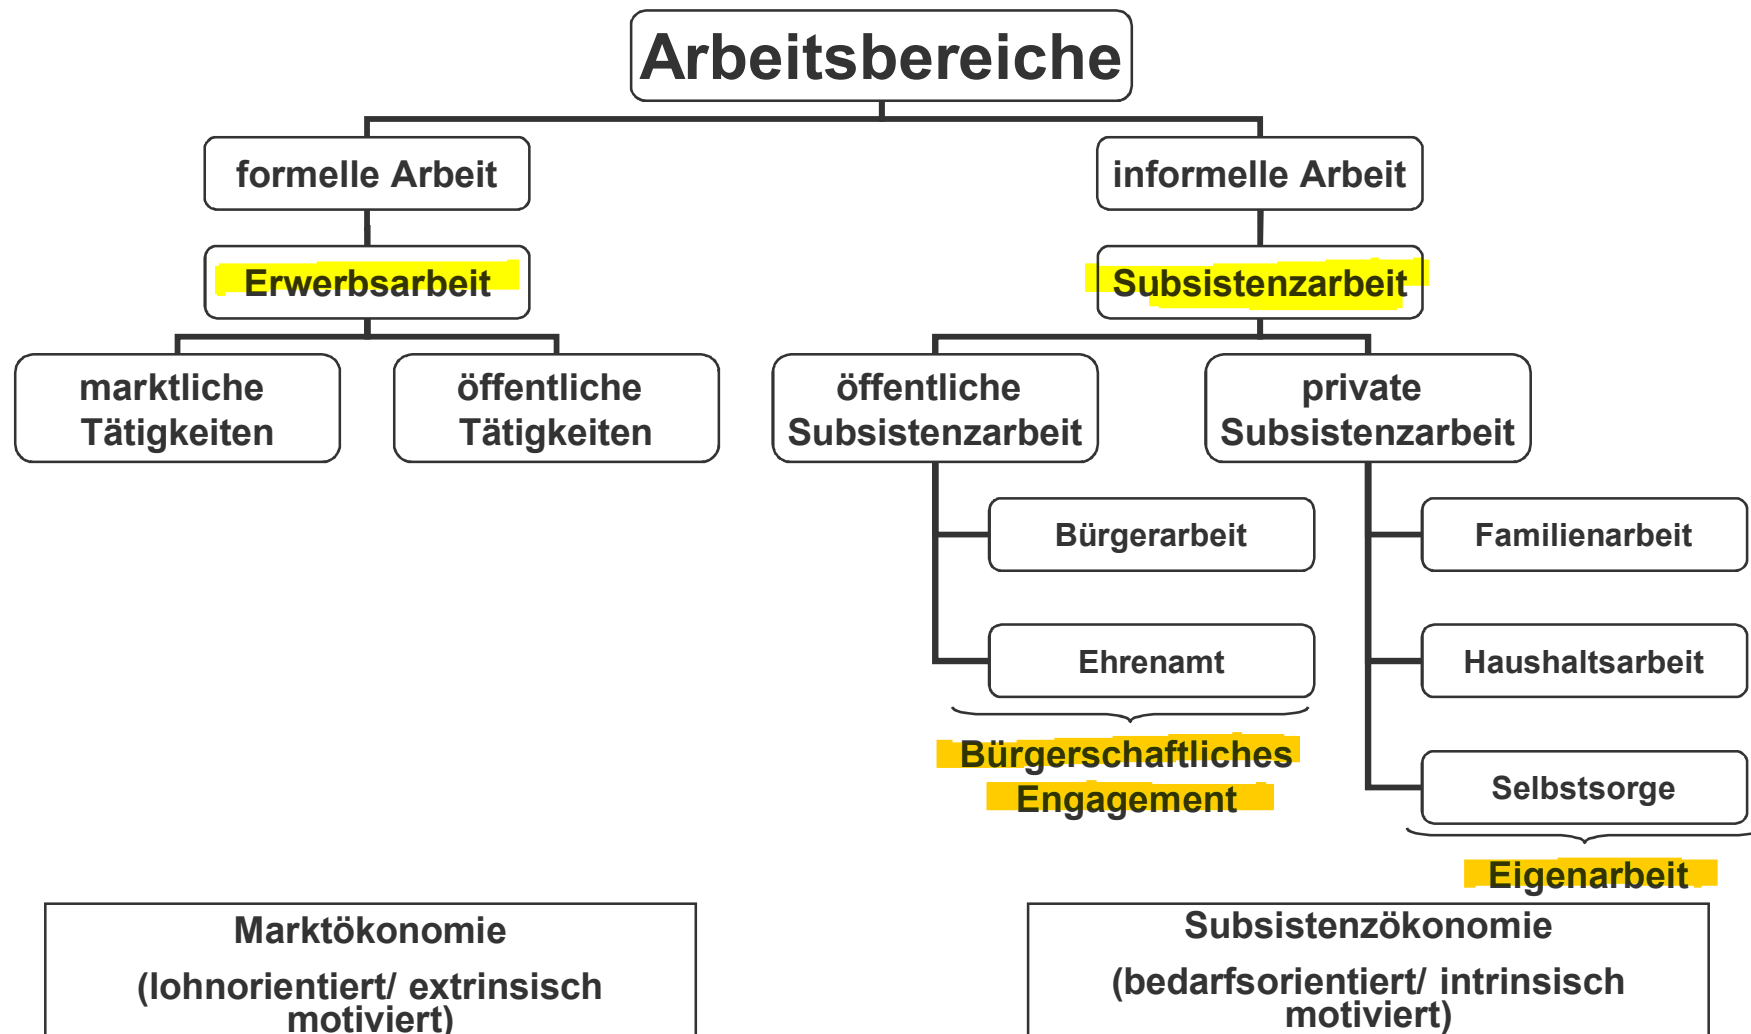 Arbeitsbereiche
formelle Arbeit
informelle Arbeit
Erwerbsarbeit
Subsistenzarbeit
marktliche
Tätigkeiten
öffentliche
Tätigkeiten
öffentliche
Subsistenzarbeit
private
Subsistenzarbeit
Bürgerarbeit
Familienarbeit
Ehrenamt
Haushaltsarbeit
Bürgerschaftliches
Engagement
Selbstsorge
Eigenarbeit
Marktökonomie
(lohnorientiert/ extrinsisch
motiviert)
Subsistenzökonomie
(bedarfsorientiert/ intrinsisch
motiviert)